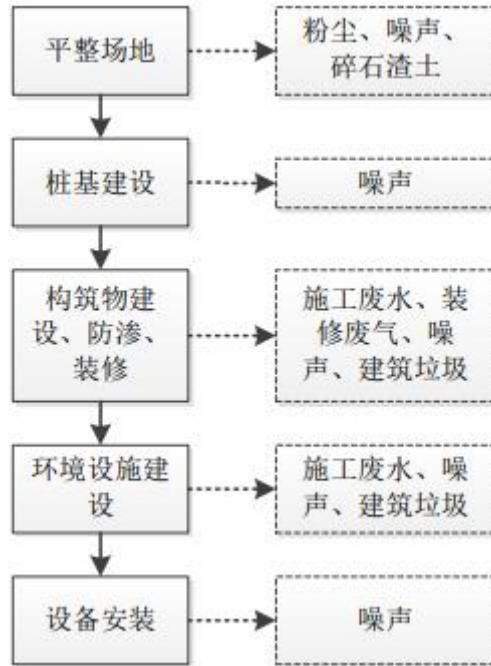 平整场地
粉尘、噪声、
碎石渣土
桩基建设
噪声
构筑物建
设、防渗、
装修
施工废水、装
修废气、噪
声、建筑垃圾
环境设施建
设
施工废水、噪
声、建筑垃圾
设备安装
噪声